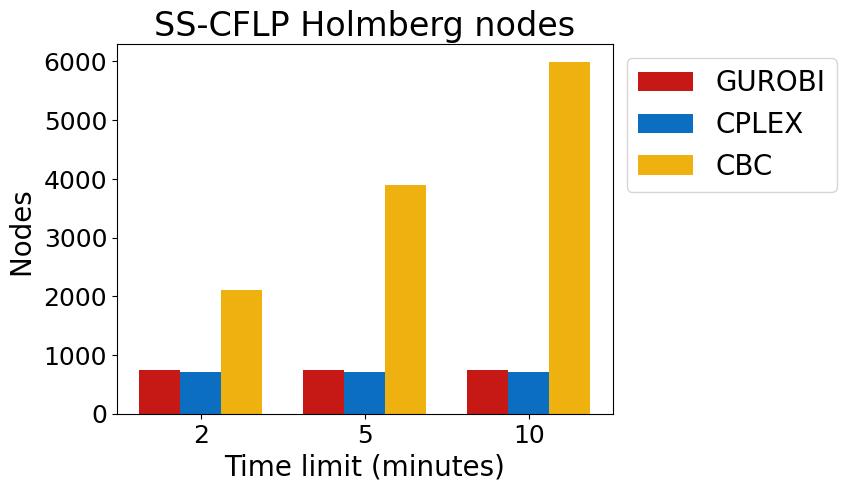 SS-CFLP Holmberg nodes
6000
5000
4000
3000
2000
1000
0
Nodes
2 5 10
Time limit (minutes)
GUROBI
CPLEX
CBC